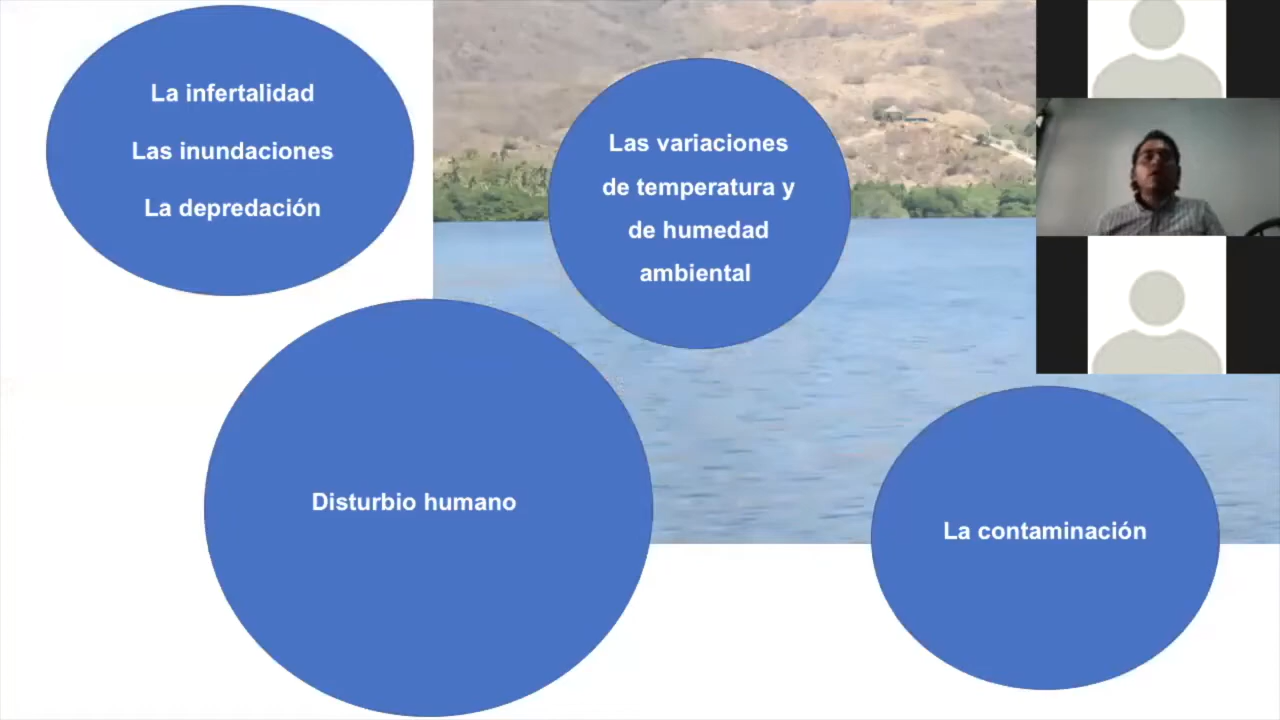 La infertalidad
Las inundaciones
La depredación
Las variaciones
de temperatura y
de humedad
ambiental
Disturbio humano
La contaminación